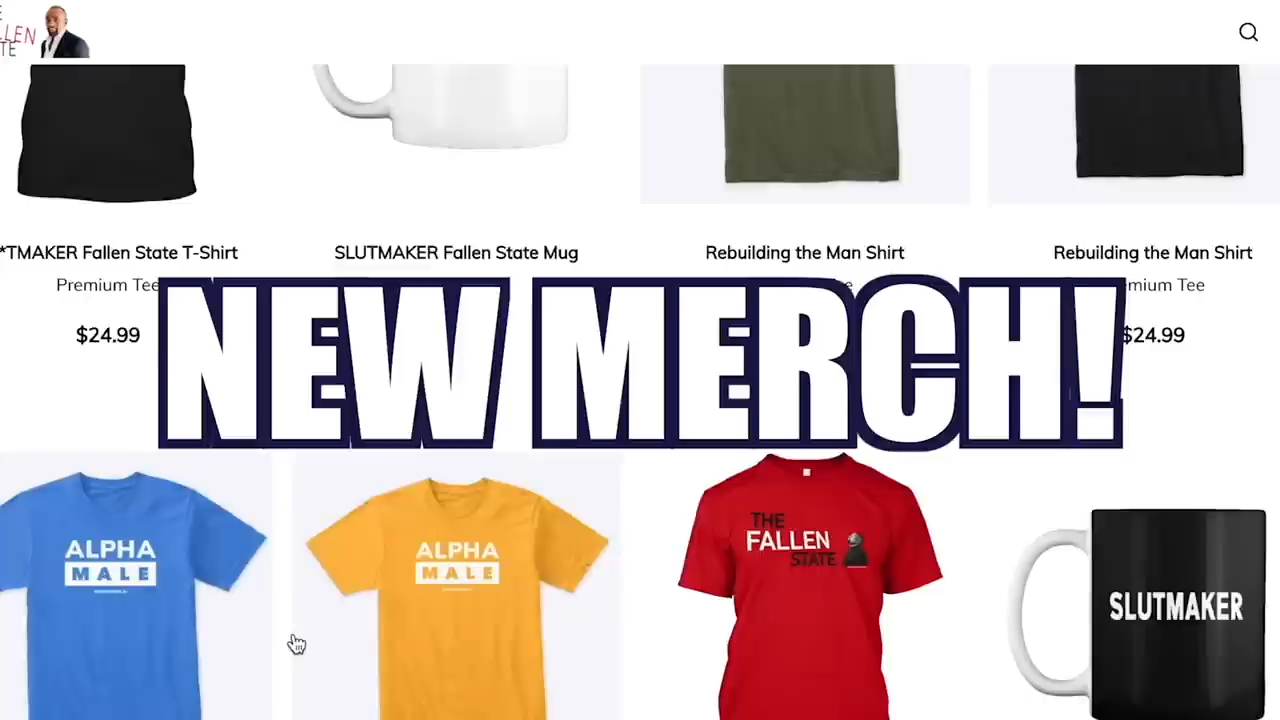 LLEN
TE
*TMAKER Fallen State T-Shirt
SLUTMAKER Fallen State Mug
Rebuilding the Man Shirt
Rebuilding the Man Shirt
Premium Tee
mium Tee
$24.99
$24.99
NEW MERCH!
ALPHA
MALE
ALPHA
MALE
THE
FALLEN
STATE
SLUTMAKER